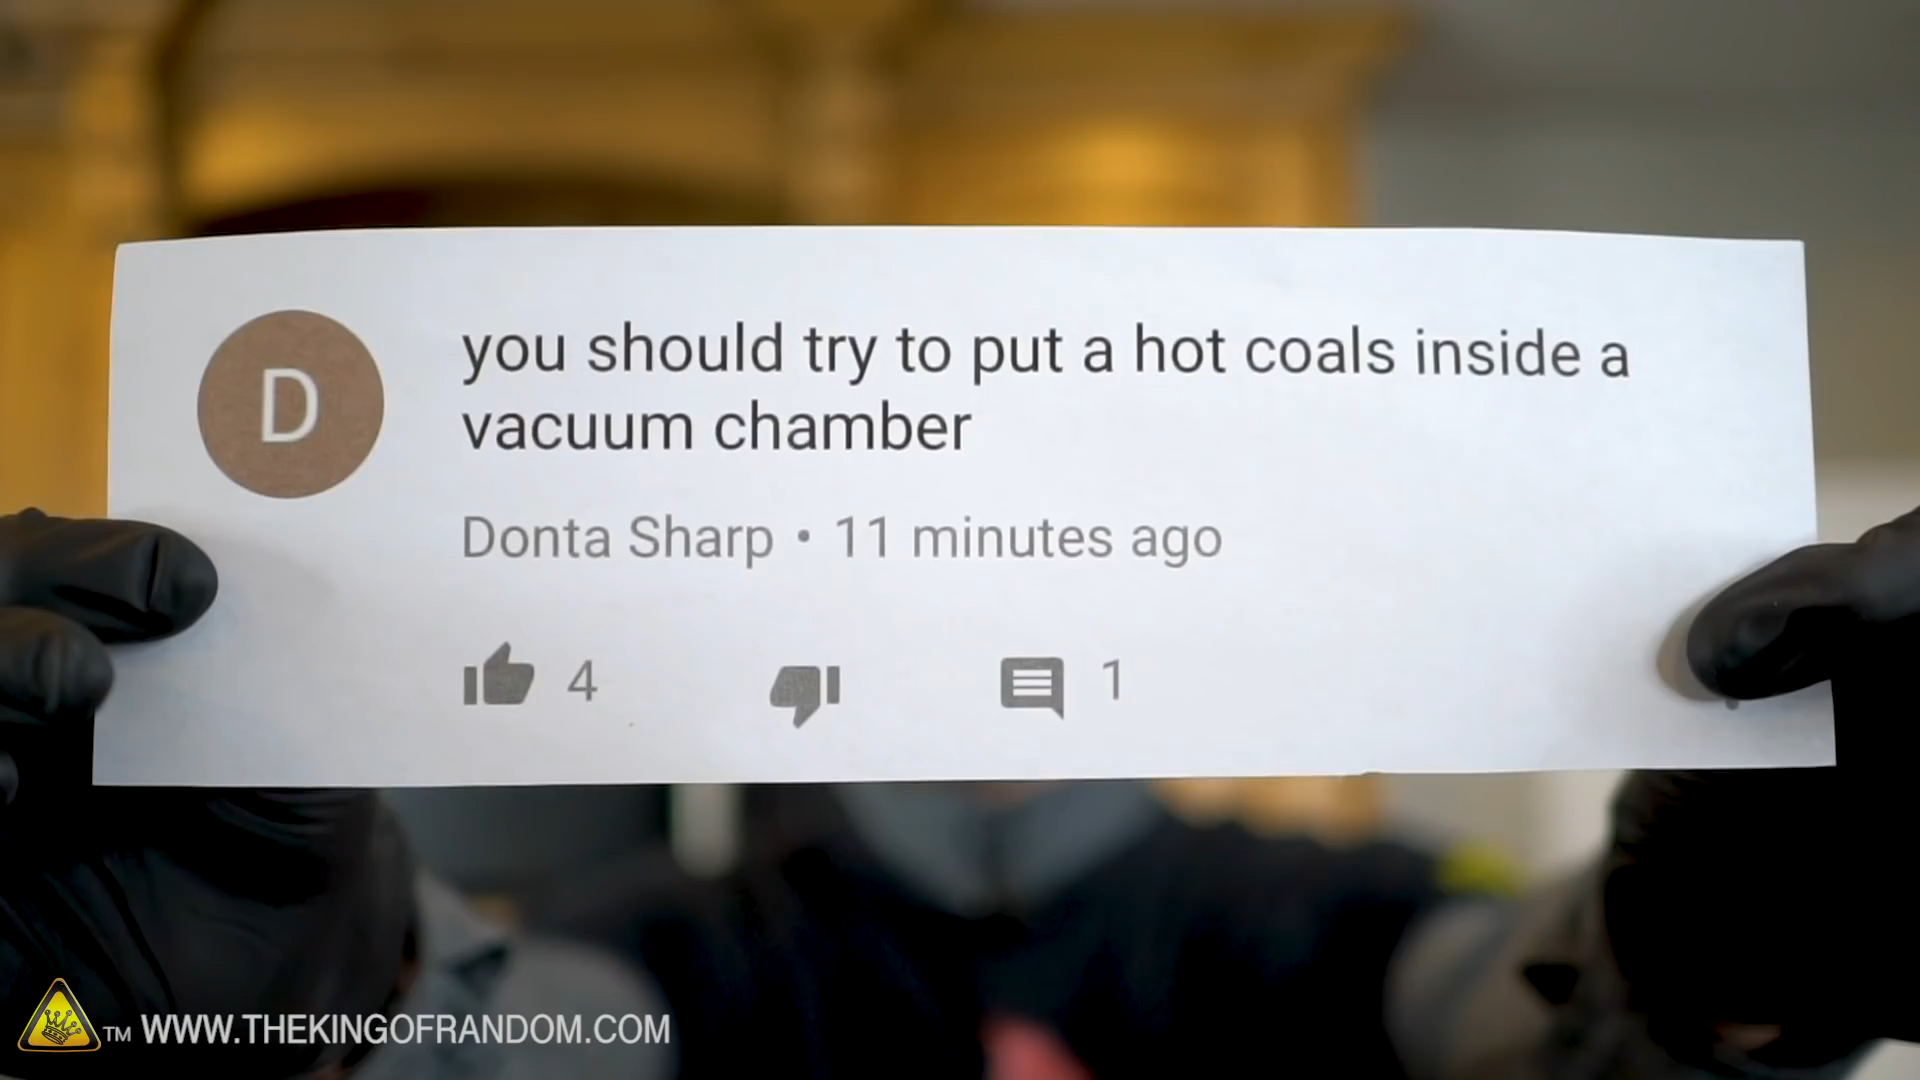 D
you should try to put a hot coals inside a
vacuum chamber
Donta Sharp • 11 minutes ago
4
1
TM WWW.THEKINGOFRANDOM.COM